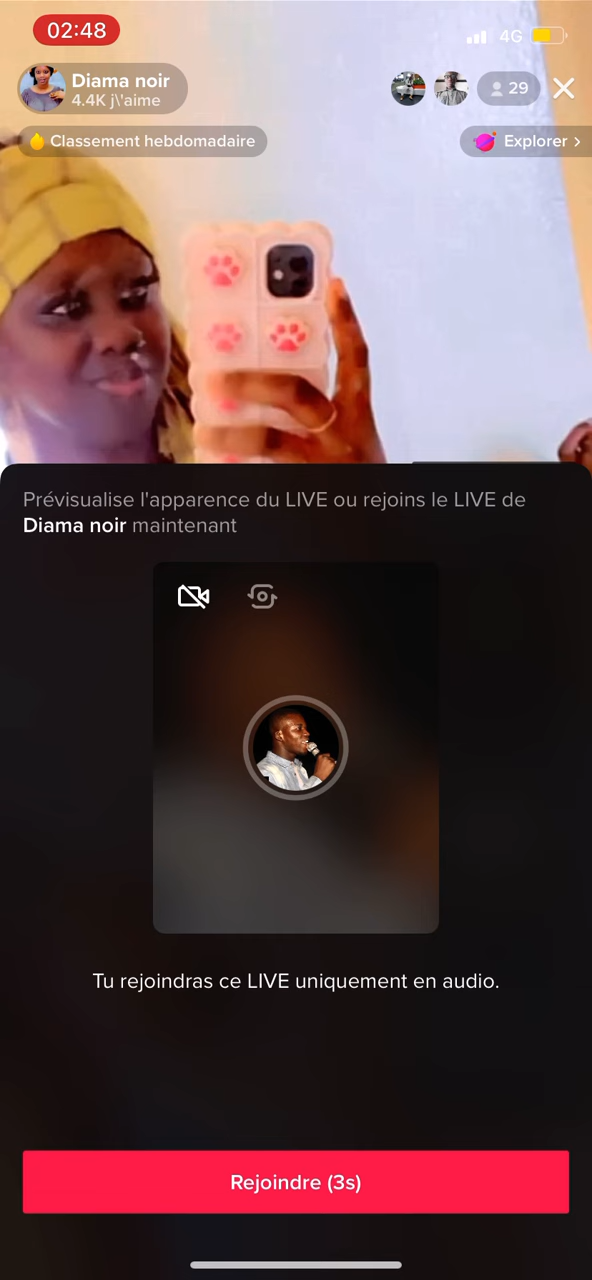 02:48
4G
Diama noir
4.4K j\'aime
29
Classement hebdomadaire
Explorer >
Prévisualise l'apparence du LIVE ou rejoins le LIVE de
Diama noir maintenant
Tu rejoindras ce LIVE uniquement en audio.
Rejoindre (3s)